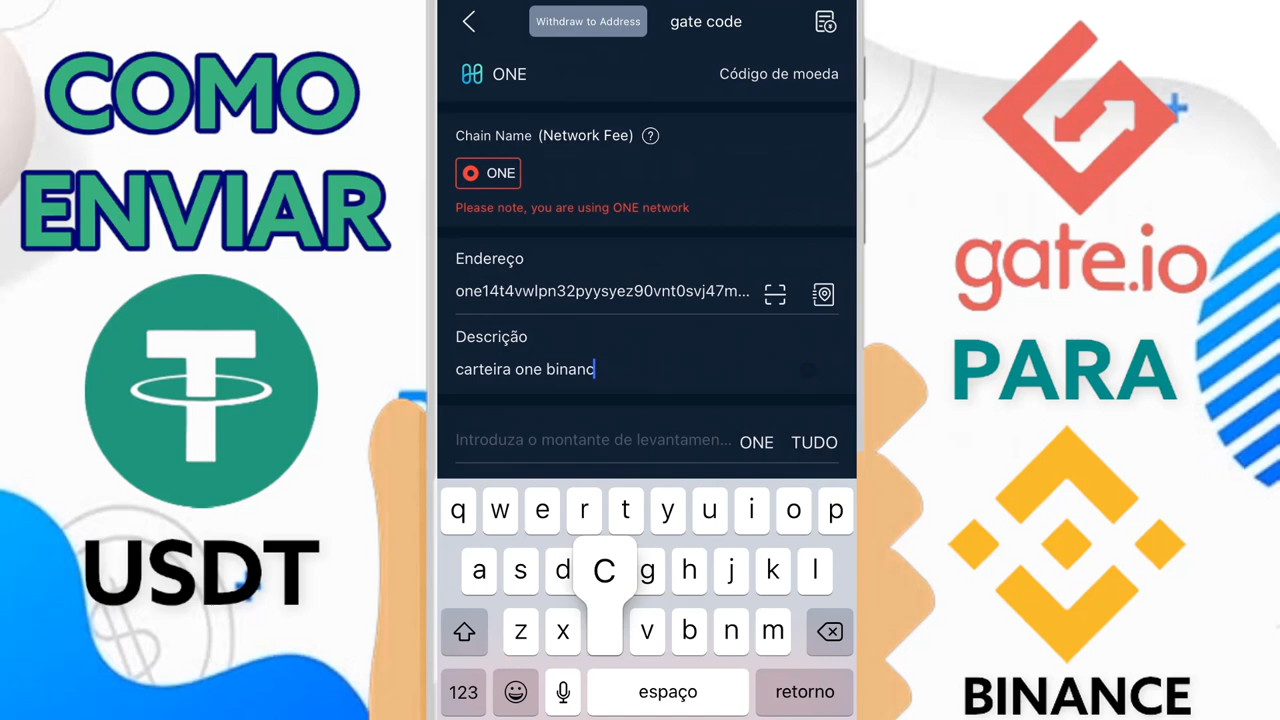 COMO
ENVIAR
USDT
Withdraw to Address
gate code
ONE
Código de moeda
Chain Name (Network Fee)
ONE
Please note, you are using ONE network
Endereço
one14t4vwlpn32pyysyez90vnt0svj47m...
Descrição
carteira one binanc
Introduza o montante de levantamen...
ONE
TUDO
q w e r t y u i o p
a s d C g h j k l
z x v b n m
123
espaço
retorno
gate.io
PARA
BINANCE